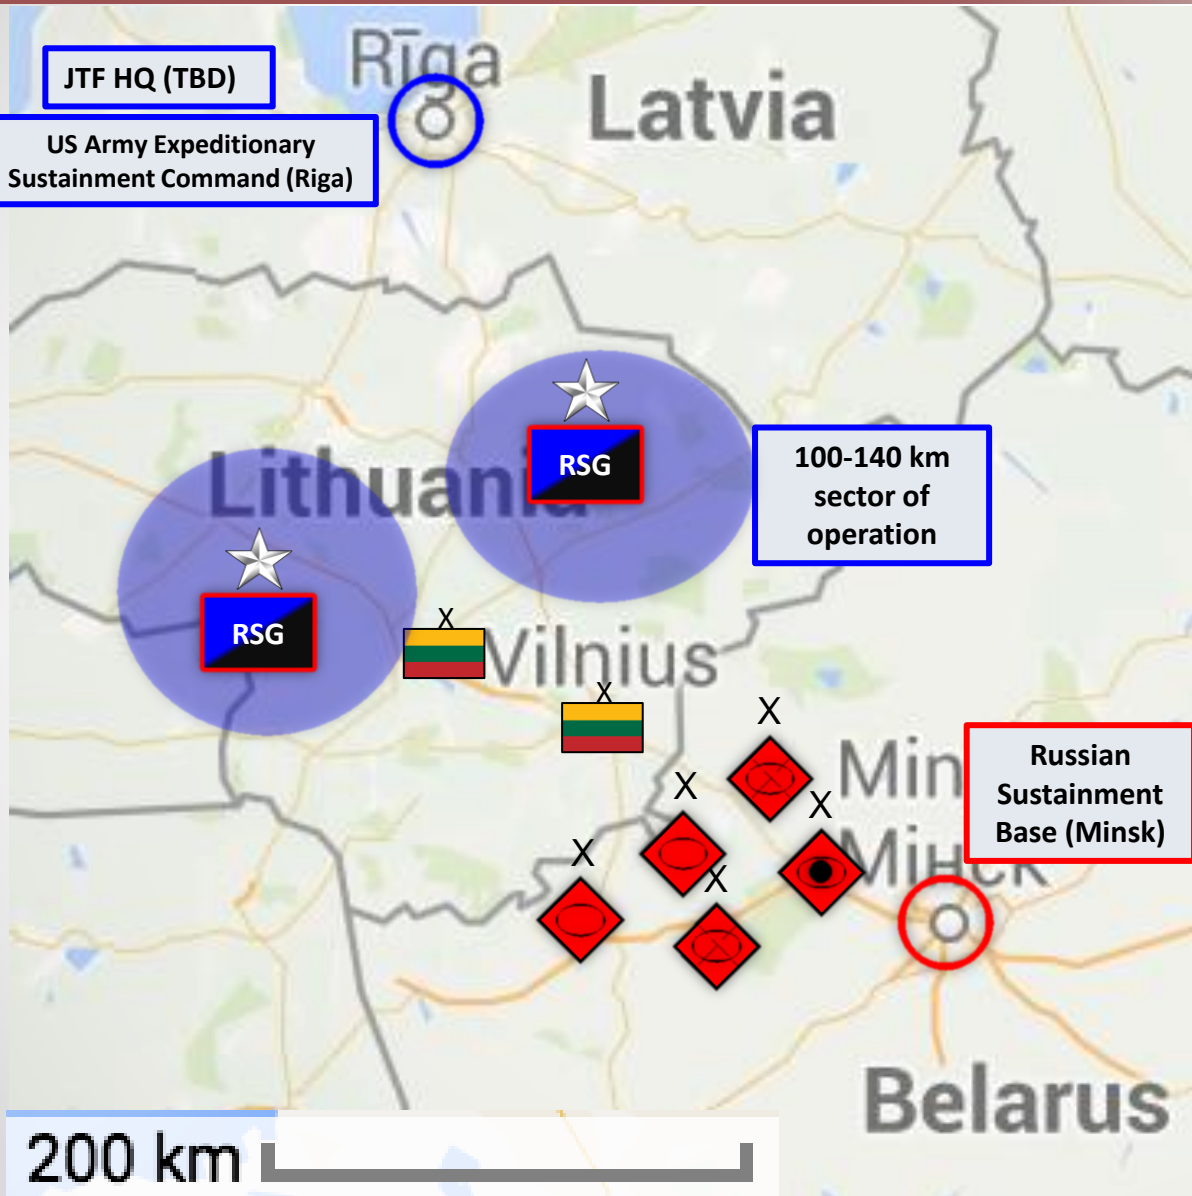 Rīga
JTF HQ (TBD)
Latvia
US Army Expeditionary
Sustainment Command (Riga)
RSG
100-140 km
sector of
operation
Lithuania
RSG
X
Vilnius
X
X
Russian
Sustainment
Base (Minsk)
Min
X
X
Мінск
X
X
Belarus
200 km